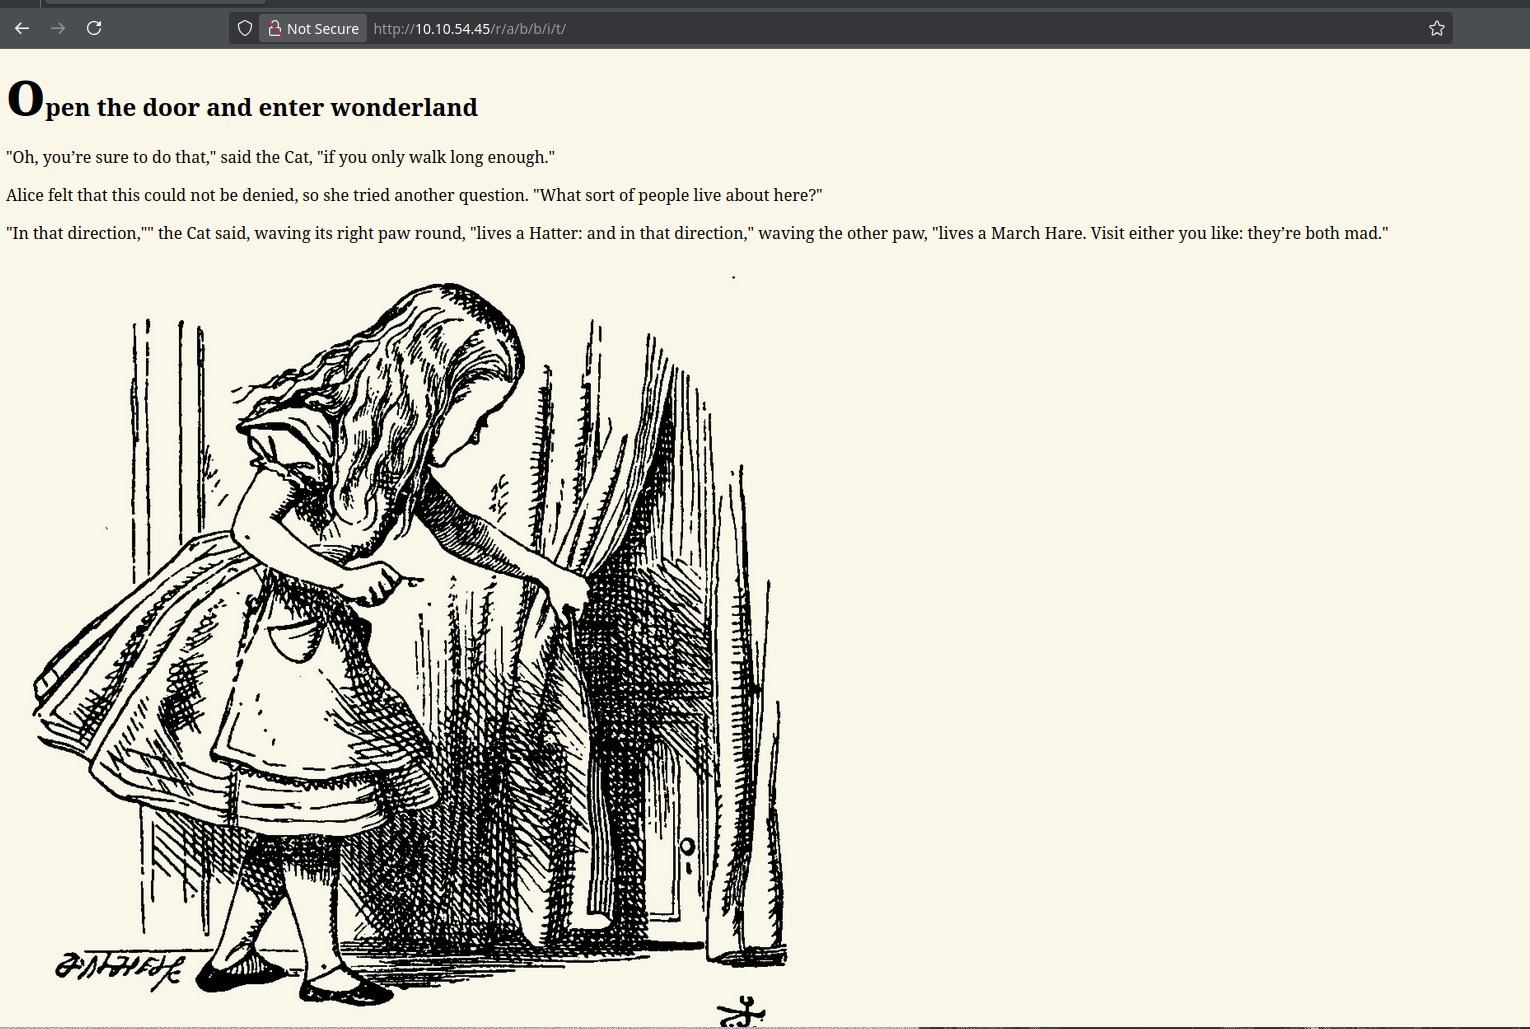 Not Secure http://10.10.54.45/r/a/b/b/i/t/
Open the door and enter wonderland
"Oh, you’re sure to do that," said the Cat, "if you only walk long enough."
Alice felt that this could not be denied, so she tried another question. "What sort of people live about here?"
"In that direction,"" the Cat said, waving its right paw round, "lives a Hatter: and in that direction," waving the other paw, "lives a March Hare. Visit either you like: they’re both mad."